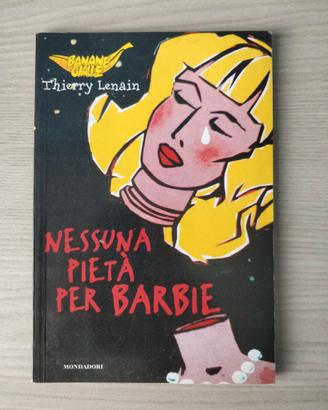 BANANE
GIALLE
Thierry Lenain
NESSUNA
PIETÀ
PER BARBIE
MONDADORI